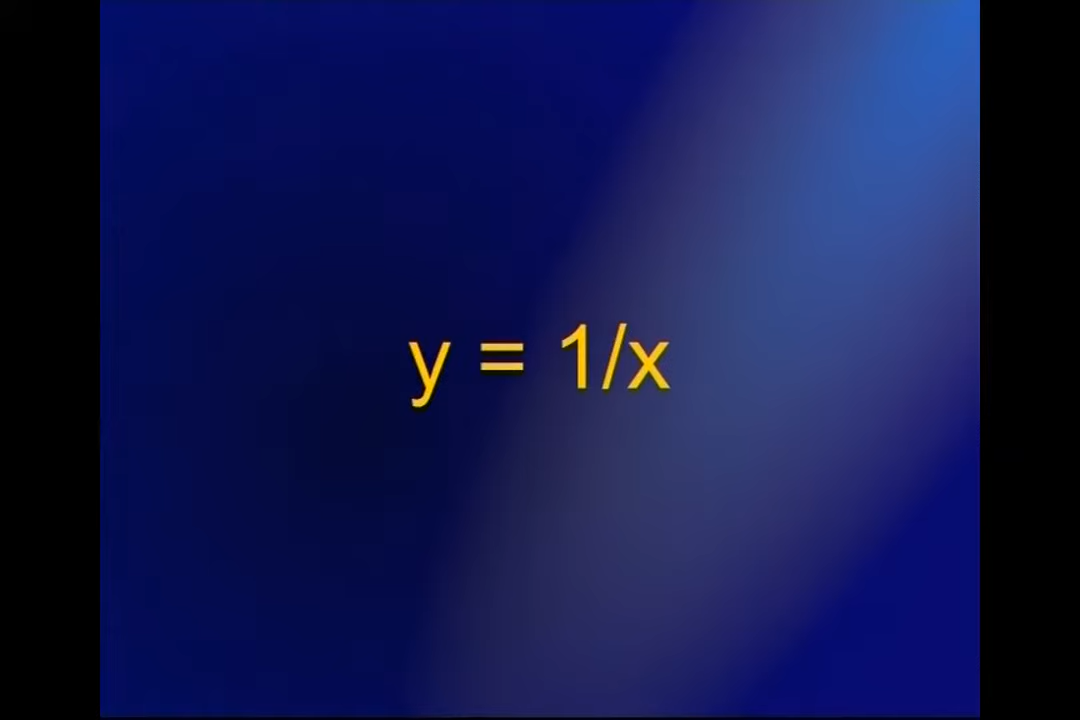 y = 1/x